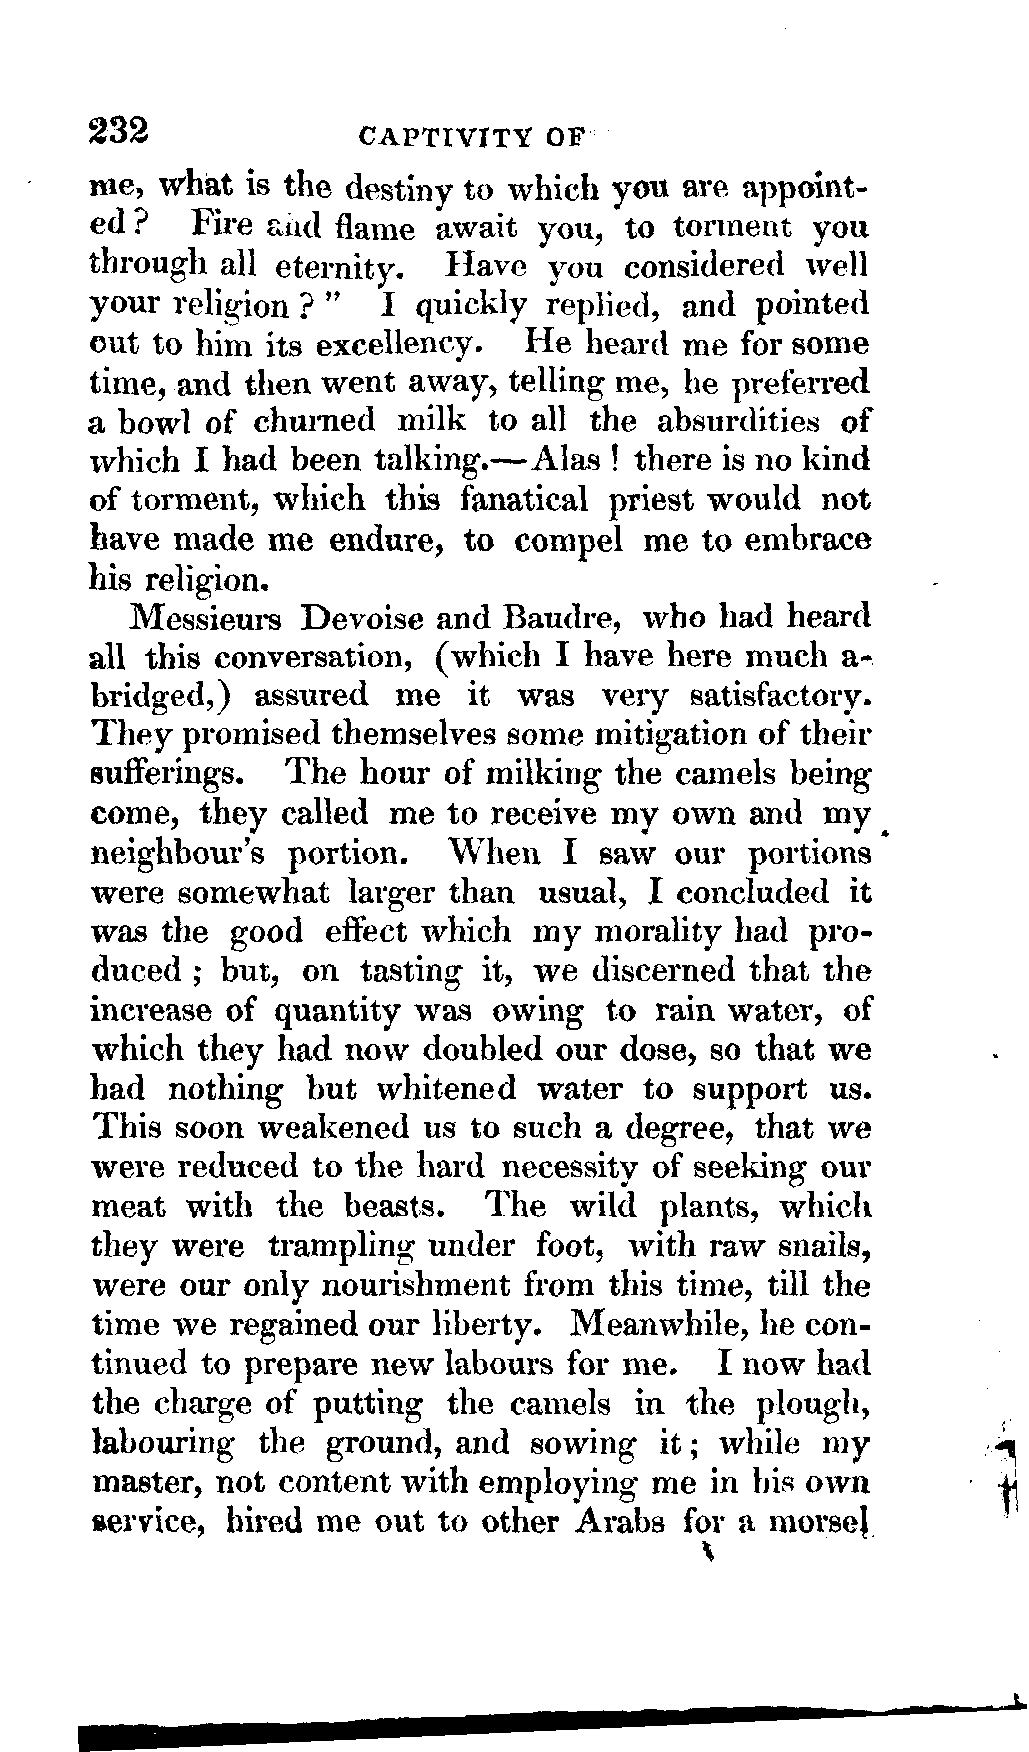 232 CAPTIVITY OF
me, what is the destiny to which you are appoint-
ed? Fire and flame await you, to torment you
through all eternity. Have you considered well
your religion?" I quickly replied, and pointed
out to him its excellency. He heard me for some
time, and then went away, telling me, he preferred
a bowl of churned milk to all the absurdities of
which I had been talking.—Alas! there is no kind
of torment, which this fanatical priest would not
have made me endure, to compel me to embrace
his religion.
Messieurs Devoise and Baudre, who had heard
all this conversation, (which I have here much a-
bridged,) assured me it was very satisfactory.
They promised themselves some mitigation of their
sufferings. The hour of milking the camels being
come, they called me to receive my own and my
neighbour's portion. When I saw our portions
were somewhat larger than usual, I concluded it
was the good effect which my morality had pro-
duced; but, on tasting it, we discerned that the
increase of quantity was owing to rain water, of
which they had now doubled our dose, so that we
had nothing but whitened water to support us.
This soon weakened us to such a degree, that we
were reduced to the hard necessity of seeking our
meat with the beasts. The wild plants, which
they were trampling under foot, with raw snails,
were our only nourishment from this time, till the
time we regained our liberty. Meanwhile, he con-
tinued to prepare new labours for me. I now had
the charge of putting the camels in the plough,
labouring the ground, and sowing it; while my
master, not content with employing me in his own
service, hired me out to other Arabs for a morsel